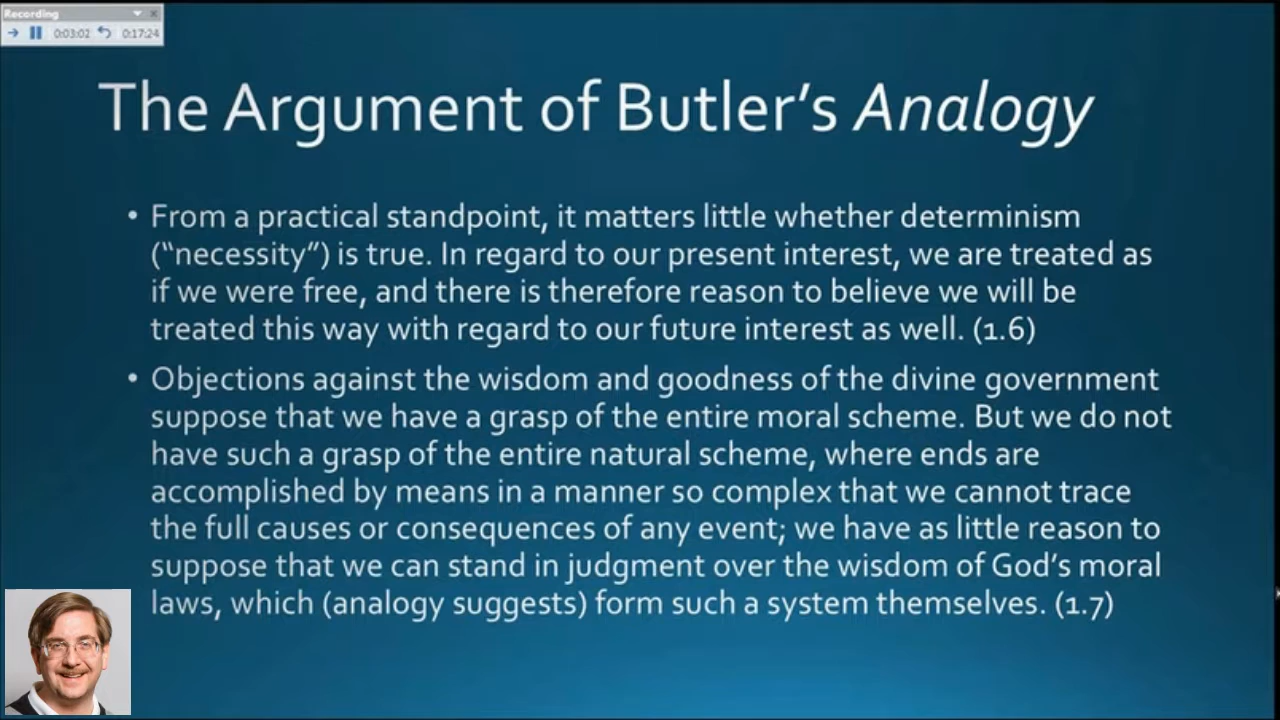 Recording
0:03:02 0:17:24
The Argument of Butler's Analogy
• From a practical standpoint, it matters little whether determinism
("necessity") is true. In regard to our present interest, we are treated as
if we were free, and there is therefore reason to believe we will be
treated this way with regard to our future interest as well. (1.6)
• Objections against the wisdom and goodness of the divine government
suppose that we have a grasp of the entire moral scheme. But we do not
have such a grasp of the entire natural scheme, where ends are
accomplished by means in a manner so complex that we cannot trace
the full causes or consequences of any event; we have as little reason to
suppose that we can stand in judgment over the wisdom of God's moral
laws, which (analogy suggests) form such a system themselves. (1.7)